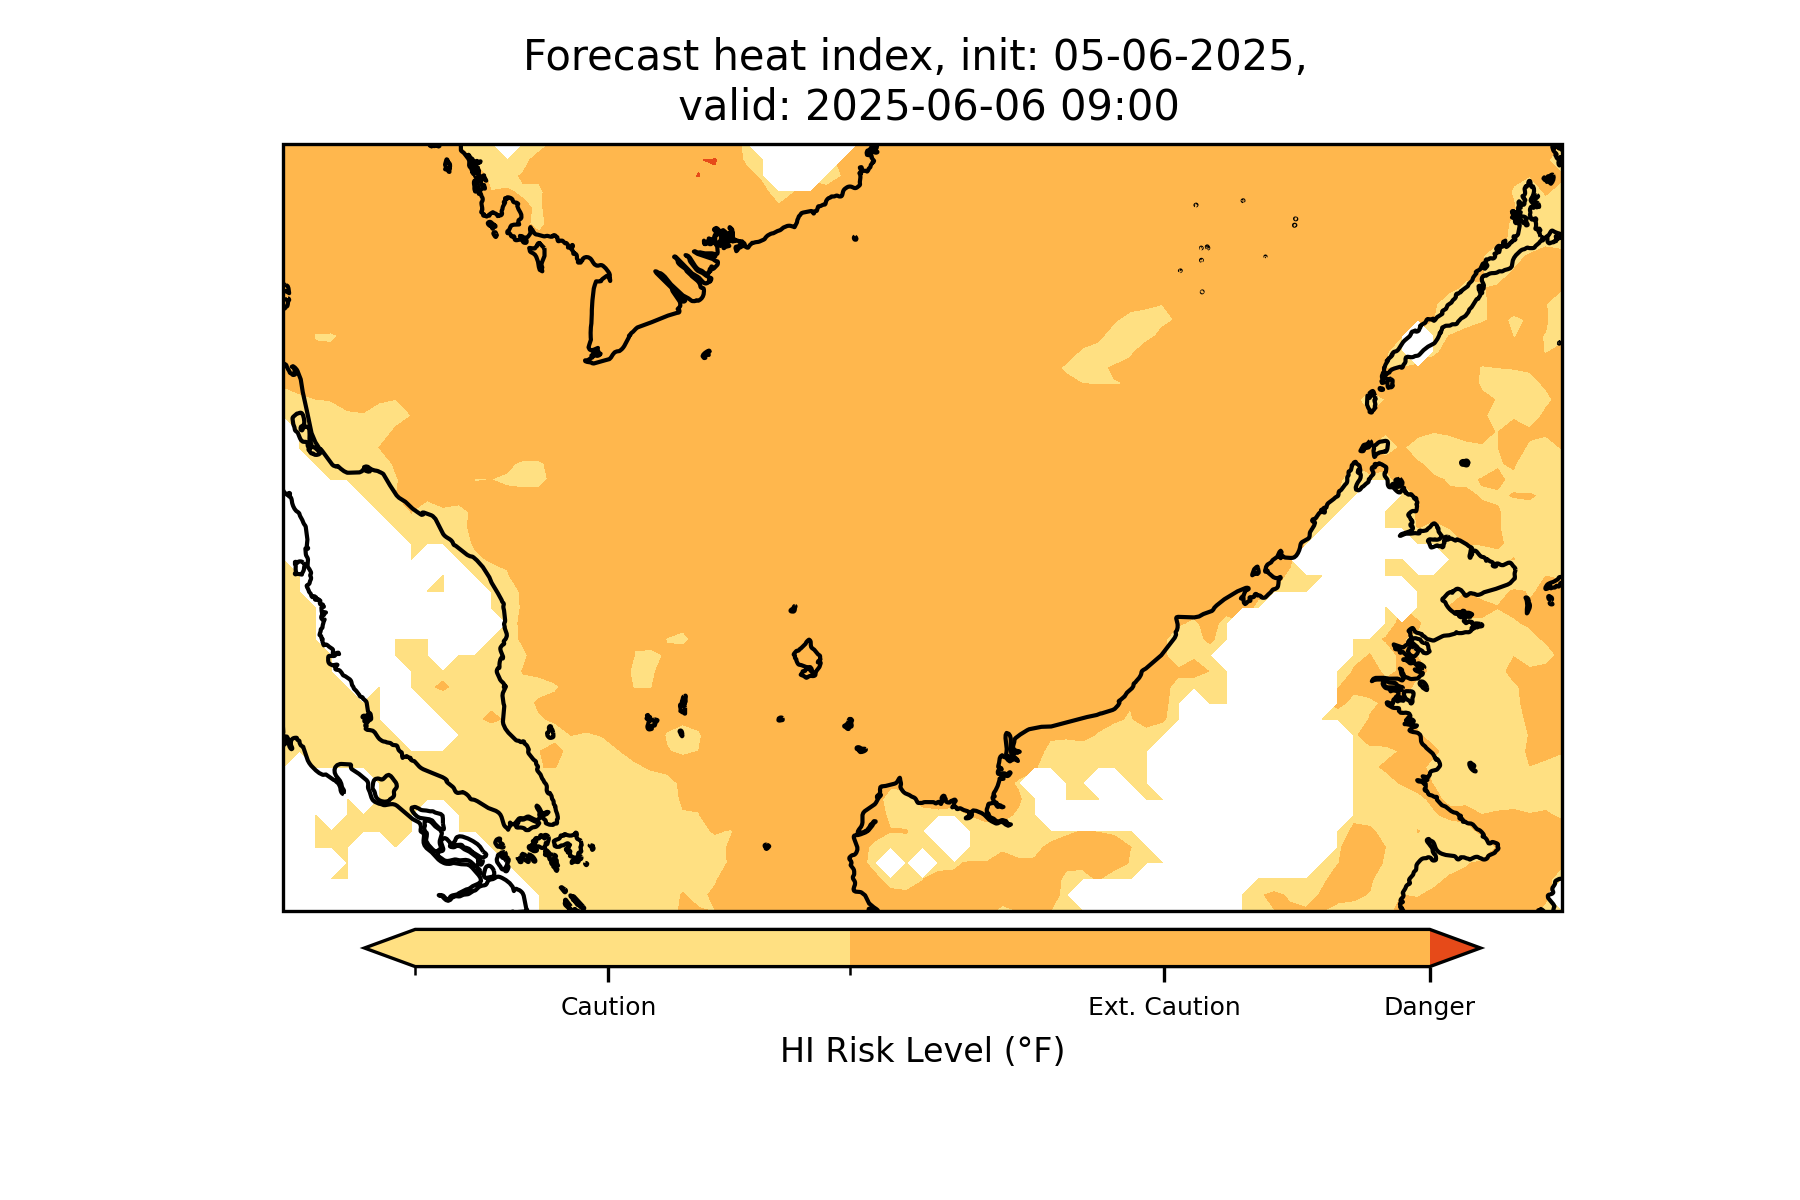 Forecast heat index, init: 05-06-2025,
valid: 2025-06-06 09:00
Caution
Ext. Caution
Danger
HI Risk Level (°F)